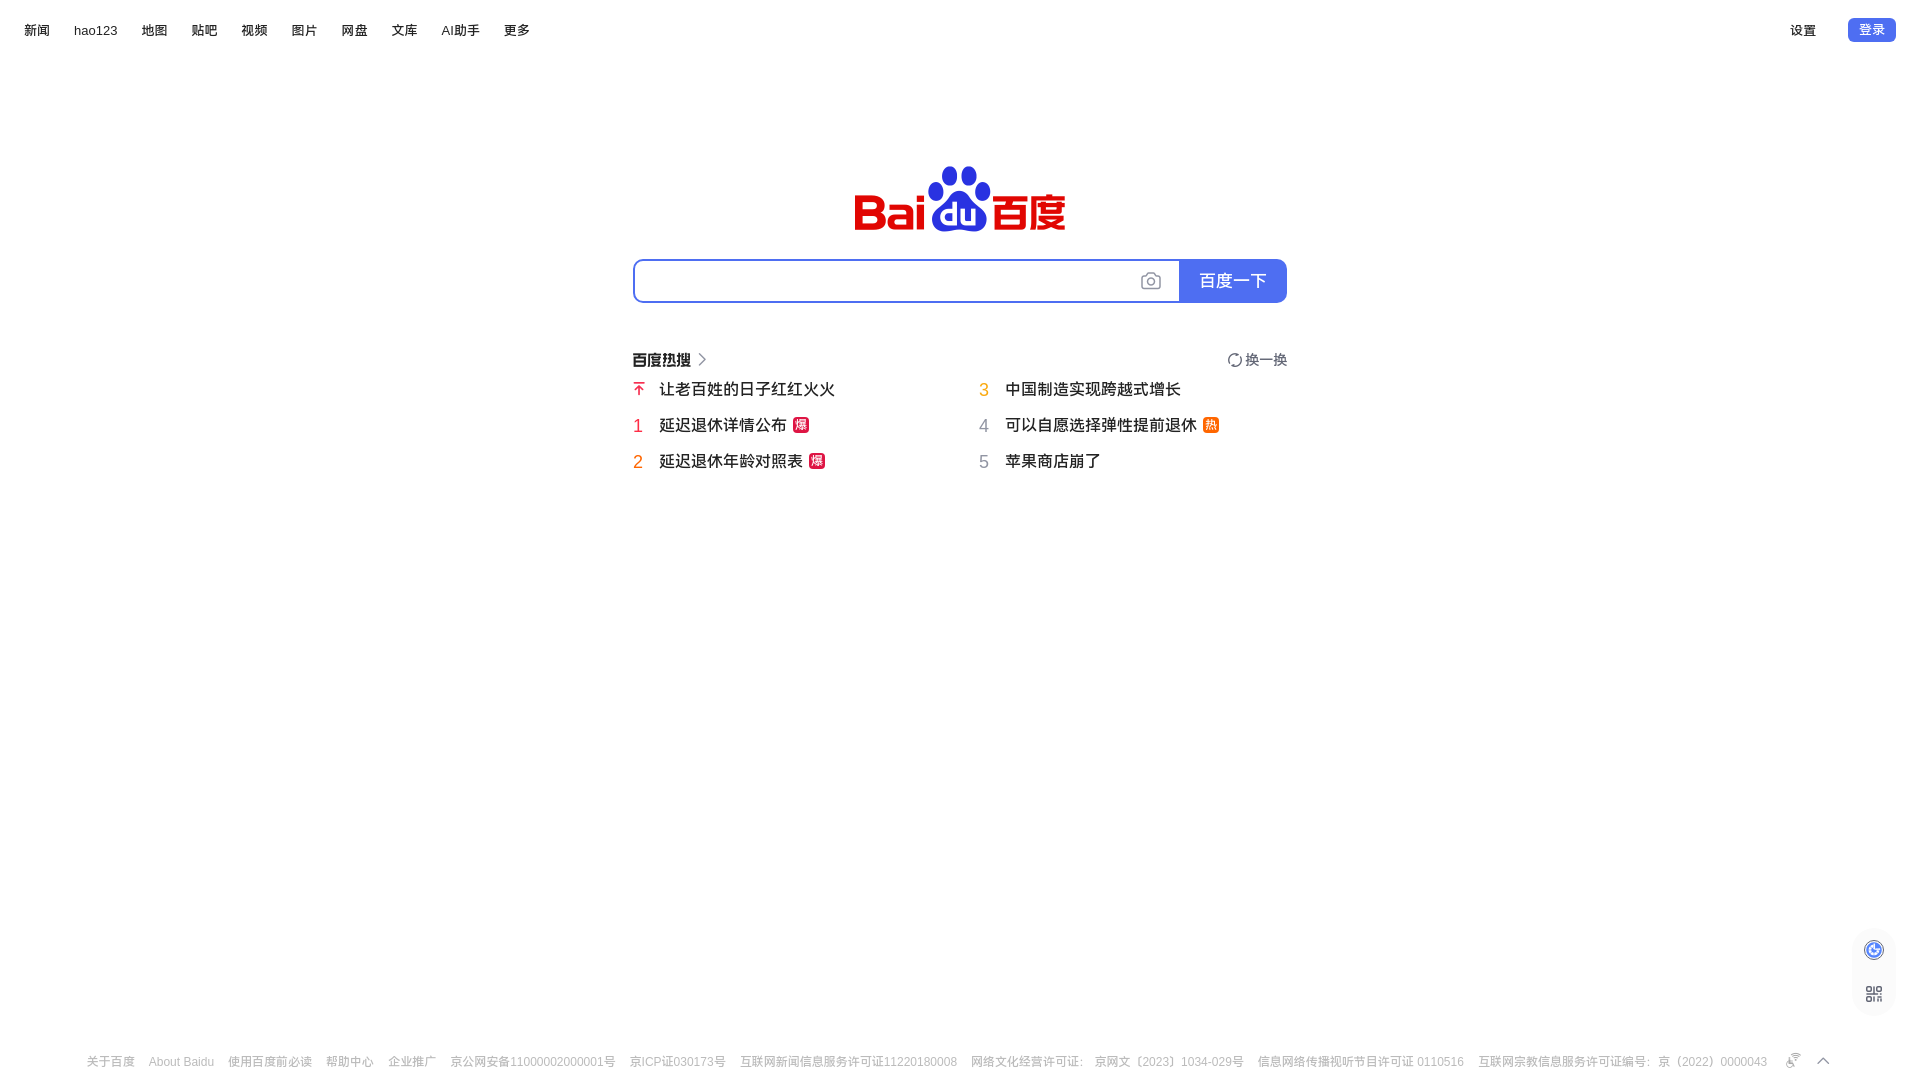 新闻 hao123 地图 贴吧 视频 图片 网盘 文库 AI助手 更多 设置 登录
Baidu百度
百度一下
百度热搜 换一换
让老百姓的日子红红火火
1 延迟退休详情公布 爆
2 延迟退休年龄对照表 爆
3 中国制造实现跨越式增长
4 可以自愿选择弹性提前退休 热
5 苹果商店崩了
关于百度 About Baidu 使用百度前必读 帮助中心 企业推广 京公网安备11000002000001号 京ICP证030173号 互联网新闻信息服务许可证11220180008 网络文化经营许可证： 京网文〔2023〕1034-029号 信息网络传播视听节目许可证 0110516 互联网宗教信息服务许可证编号：京（2022）0000043